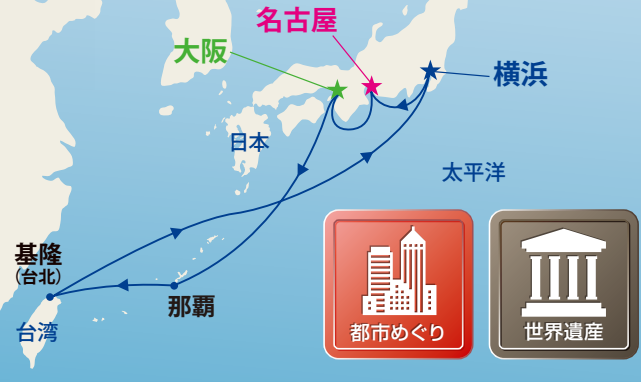 名古屋
大阪
横浜
日本
太平洋
基隆
（台北）
那覇
台湾
都市めぐり
世界遺産